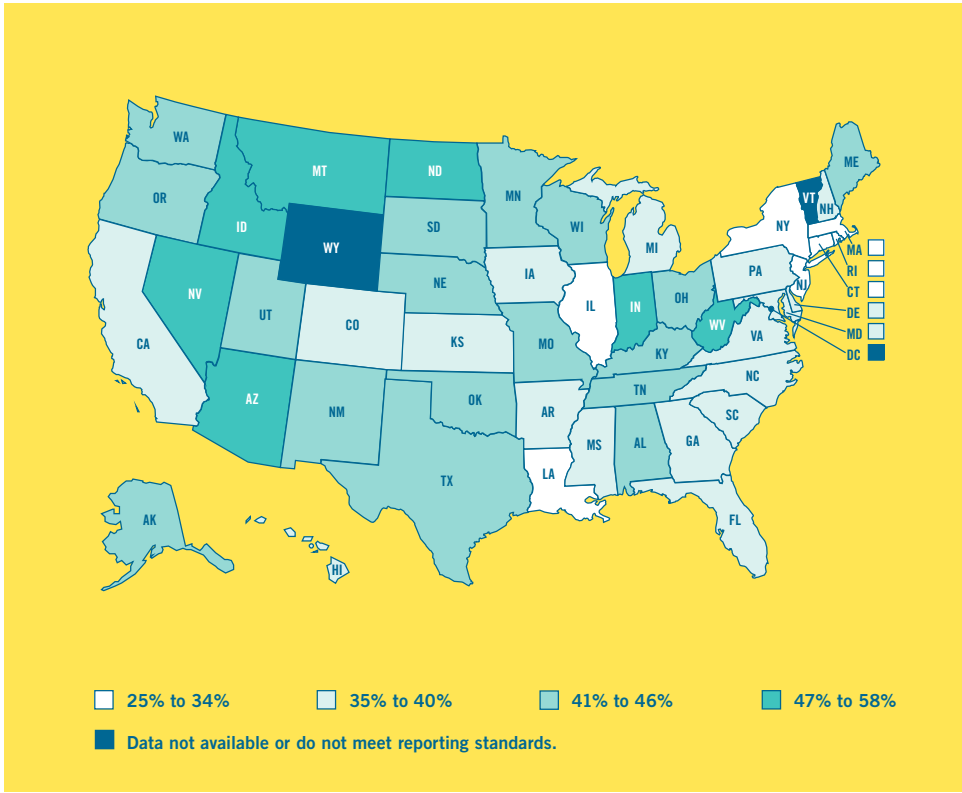 WA
MT
ND
ME
MN
VT
OR
NH
ID
SD
WI
NY
WY
MI
MA
RI
IA
PA
NE
NJ
CT
NV
OH
IL
IN
DE
UT
CO
WV
MD
VA
CA
KS
MO
KY
DC
NC
TN
AZ
OK
NM
AR
SC
MS
AL
GA
LA
TX
AK
FL
HI
25% to 34%
35% to 40%
41% to 46%
47% to 58%
Data not available or do not meet reporting standards.